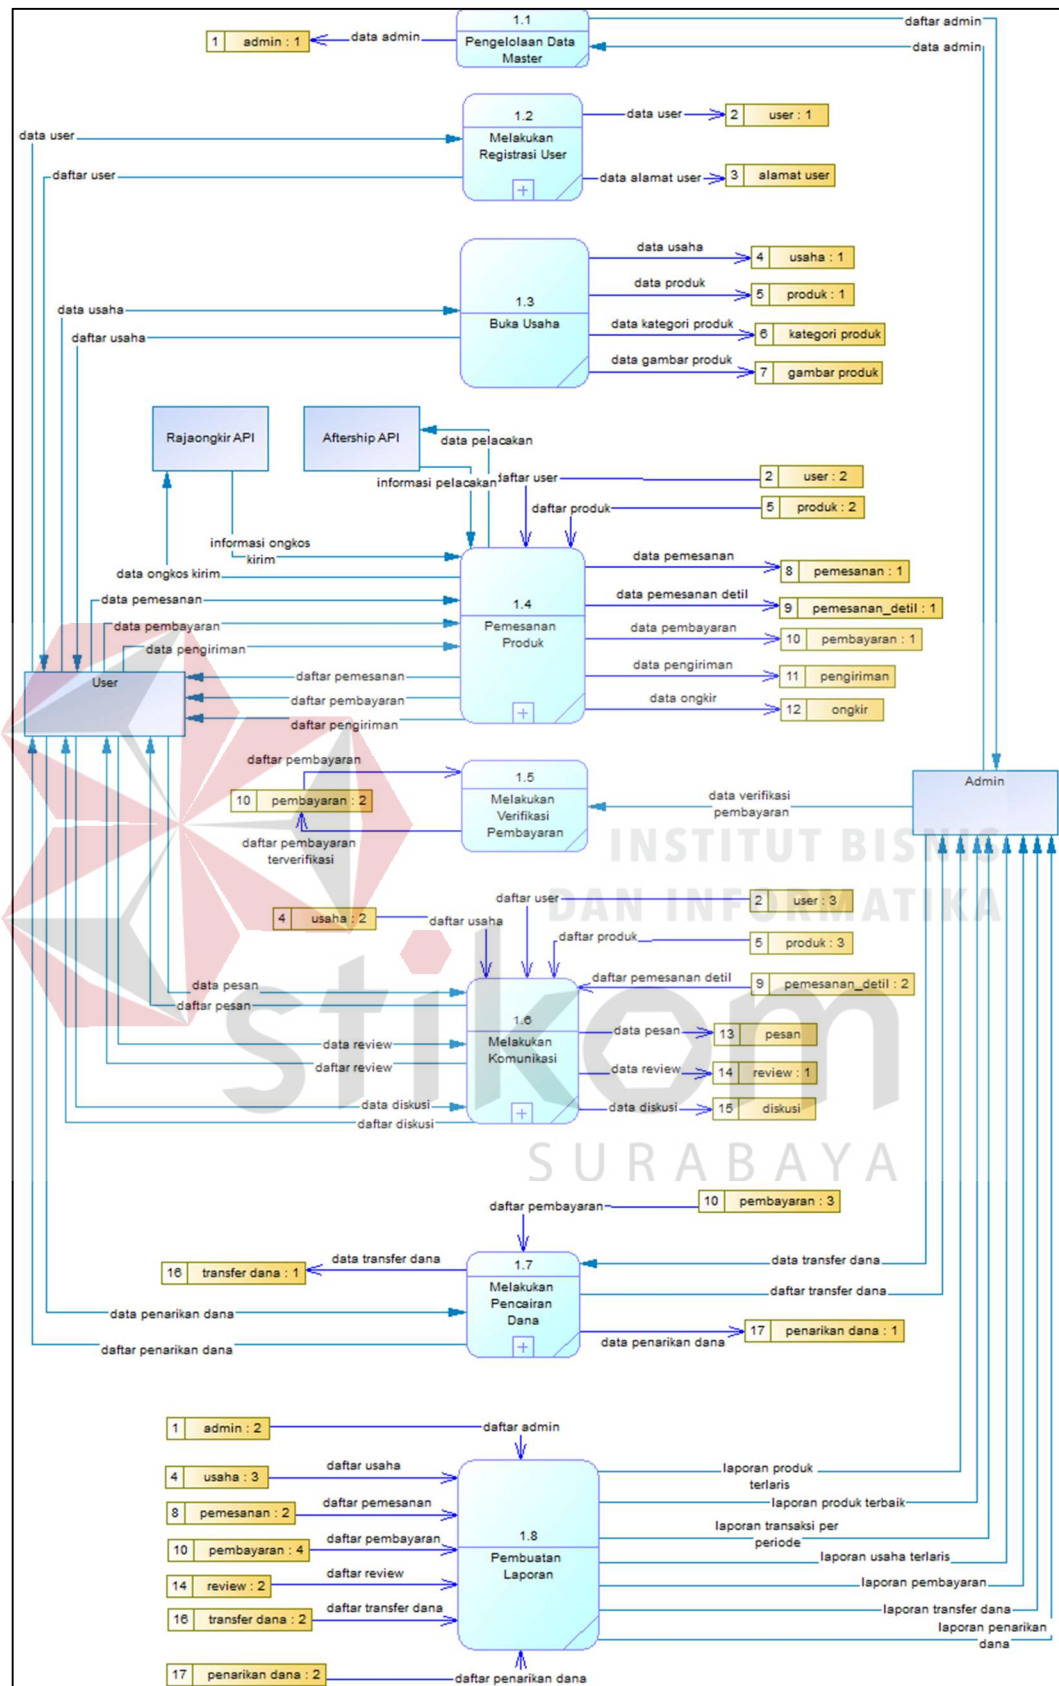 1.1
daftar admin
1 admin : 1
data admin
Pengelolaan Data
Master
data admin
1.2
data user
2 user : 1
data user
Melakukan
Registrasi User
daftar user
data alamat user
3 alamat user
data usaha
4 usaha : 1
data produk
5 produk : 1
1.3
data usaha
Buka Usaha
data kategori produk
6 kategori produk
daftar usaha
data gambar produk
7 gambar produk
Rajaongkir API
Aftership API
data pelacakan
informasi pelacakan
daftar user
2 user : 2
daftar produk
5 produk : 2
informasi ongkos
kirim
data ongkos kirim
data pemesanan
8 pemesanan : 1
1.4
data pemesanan
data pemesanan detil
9 pemesanan_detil : 1
Pemesanan
Produk
data pembayaran
data pembayaran
10 pembayaran : 1
data pengiriman
data pengiriman
11 pengiriman
User
daftar pemesanan
daftar pembayaran
data ongkir
12 ongkir
daftar pengiriman
daftar pembayaran
1.5
Melakukan
Verifikasi
Pembayaran
10 pembayaran : 2
data verifikasi
pembayaran
Admin
daftar pembayaran
terverifikasi
INSTITUT BISNIS
DAN INFORMATIKA
4 usaha : 2
daftar usaha
daftar user
2 user : 3
daftar produk
5 produk : 3
daftar pemesanan detil
9 pemesanan_detil : 2
data pesan
daftar pesan
stikom
1.6
Melakukan
Komunikasi
data pesan
13 pesan
data review
daftar review
data review
14 review : 1
data diskusi
daftar diskusi
data diskusi
15 diskusi
SURABAYA
daftar pembayaran
10 pembayaran : 3
16 transfer dana : 1
data transfer dana
1.7
Melakukan
Pencairan
Dana
data transfer dana
daftar transfer dana
data penarikan dana
daftar penarikan dana
data penarikan dana
17 penarikan dana : 1
1 admin : 2
daftar admin
4 usaha : 3
daftar usaha
8 pemesanan : 2
daftar pemesanan
10 pembayaran : 4
daftar pembayaran
14 review : 2
daftar review
16 transfer dana : 2
daftar transfer dana
17 penarikan dana : 2
daftar penarikan dana
1.8
Pembuatan
Laporan
laporan produk
terlaris
laporan produk terbaik
laporan transaksi per
periode
laporan usaha terlaris
laporan pembayaran
laporan transfer dana
laporan penarikan
dana